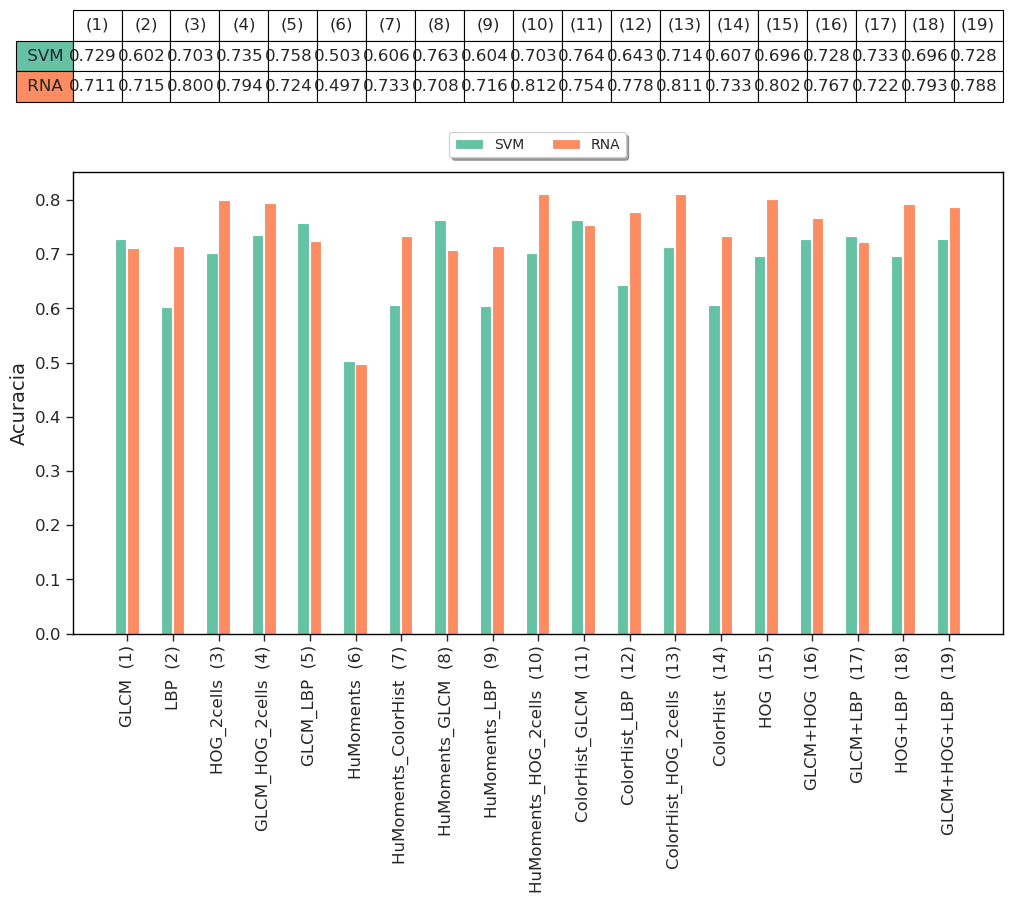 (1) (2) (3) (4) (5) (6) (7) (8) (9) (10) (11) (12) (13) (14) (15) (16) (17) (18) (19)
SVM 0.729 0.602 0.703 0.735 0.758 0.503 0.606 0.763 0.604 0.703 0.764 0.643 0.714 0.607 0.696 0.728 0.733 0.696 0.728
RNA 0.711 0.715 0.800 0.794 0.724 0.497 0.733 0.708 0.716 0.812 0.754 0.778 0.811 0.733 0.802 0.767 0.722 0.793 0.788
SVM RNA
Acuracia
0.8
0.7
0.6
0.5
0.4
0.3
0.2
0.1
0.0
GLCM (1)
LBP (2)
HOG_2cells (3)
GLCM_HOG_2cells (4)
GLCM_LBP (5)
HuMoments (6)
HuMoments_ColorHist (7)
HuMoments_GLCM (8)
HuMoments_LBP (9)
HuMoments_HOG_2cells (10)
ColorHist_GLCM (11)
ColorHist_LBP (12)
ColorHist_HOG_2cells (13)
ColorHist (14)
HOG (15)
GLCM+HOG (16)
GLCM+LBP (17)
HOG+LBP (18)
GLCM+HOG+LBP (19)